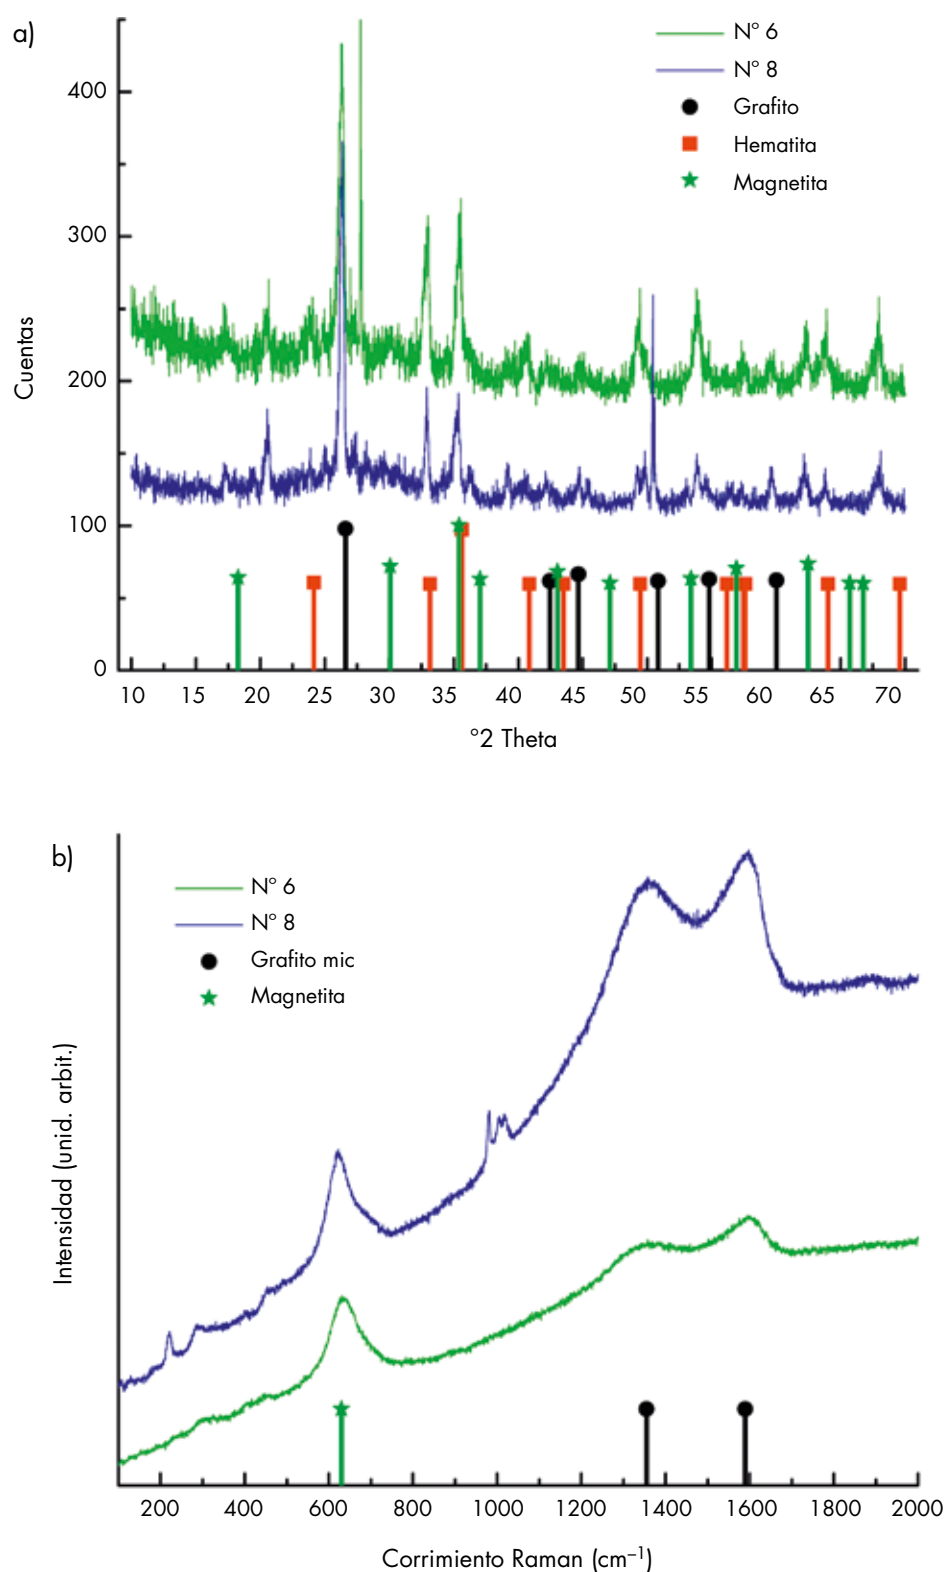 a)
N° 6
N° 8
Grafito
Hematita
Magnetita
400
300
200
100
0
Cuentas
10 15 20 25 30 35 40 45 50 55 60 65 70
°2 Theta
b)
N° 6
N° 8
Grafito mic
Magnetita
Intensidad (unid. arbit.)
200 400 600 800 1000 1200 1400 1600 1800 2000
Corrimiento Raman (cm⁻¹)